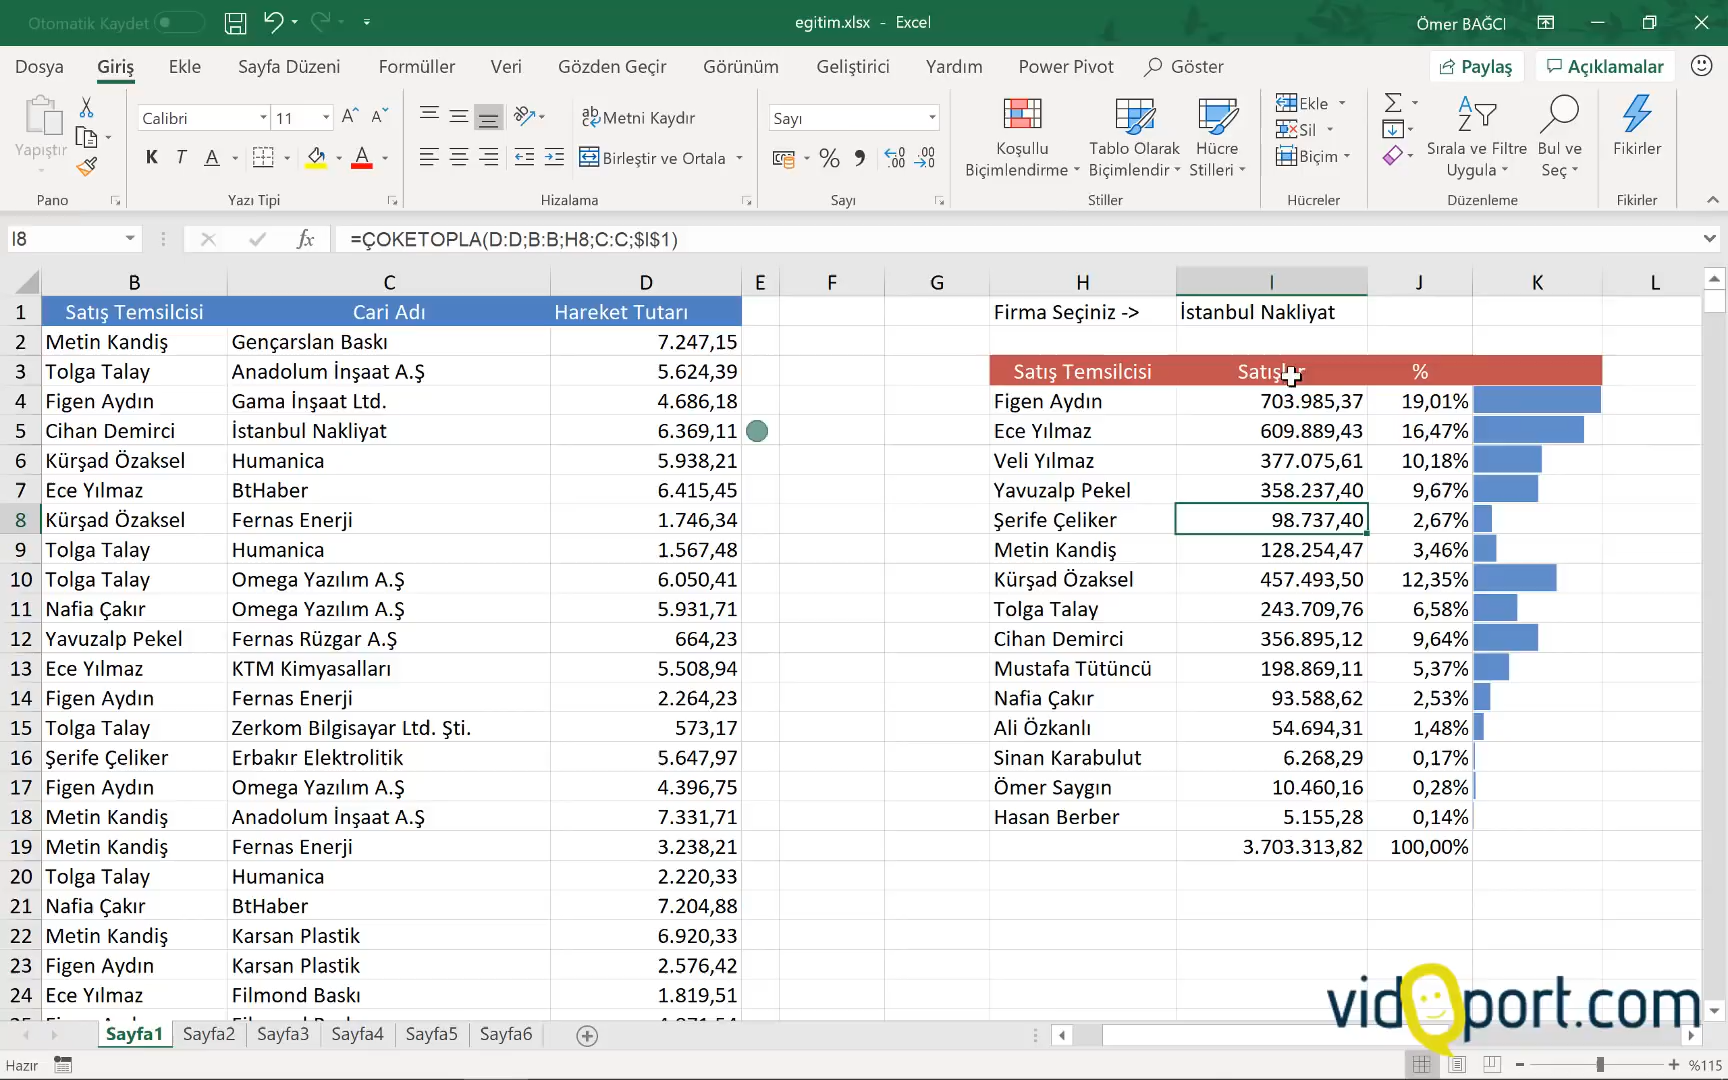 Otomatik Kaydet
egitim.xlsx - Excel
Ömer BAĞCI
Dosya Giriş Ekle Sayfa Düzeni Formüller Veri Gözden Geçir Görünüm Geliştirici Yardım Power Pivot Göster Paylaş Açıklamalar
Yapıştır
Calibri 11
Metni Kaydır
Birleştir ve Ortala
Sayı
Koşullu Biçimlendirme
Tablo Olarak Biçimlendir
Hücre Stilleri
Ekle
Sil
Biçim
Sırala ve Filtre Uygula
Bul ve Seç
Fikirler
Pano Yazı Tipi Hizalama Sayı Stiller Hücreler Düzenleme Fikirler
I8 fx =ÇOKETOPLA(D:D;B:B;H8;C:C;$I$1)
B C D E F G H I J K L
1 Satış Temsilcisi Cari Adı Hareket Tutarı Firma Seçiniz -> İstanbul Nakliyat
2 Metin Kandiş Gençarslan Baskı 7.247,15
3 Tolga Talay Anadolum İnşaat A.Ş 5.624,39 Satış Temsilcisi Satışlar %
4 Figen Aydın Gama İnşaat Ltd. 4.686,18 Figen Aydın 703.985,37 19,01%
5 Cihan Demirci İstanbul Nakliyat 6.369,11 Ece Yılmaz 609.889,43 16,47%
6 Kürşad Özaksel Humanica 5.938,21 Veli Yılmaz 377.075,61 10,18%
7 Ece Yılmaz BtHaber 6.415,45 Yavuzalp Pekel 358.237,40 9,67%
8 Kürşad Özaksel Fernas Enerji 1.746,34 Şerife Çeliker 98.737,40 2,67%
9 Tolga Talay Humanica 1.567,48 Metin Kandiş 128.254,47 3,46%
10 Tolga Talay Omega Yazılım A.Ş 6.050,41 Kürşad Özaksel 457.493,50 12,35%
11 Nafia Çakır Omega Yazılım A.Ş 5.931,71 Tolga Talay 243.709,76 6,58%
12 Yavuzalp Pekel Fernas Rüzgar A.Ş 664,23 Cihan Demirci 356.895,12 9,64%
13 Ece Yılmaz KTM Kimyasalları 5.508,94 Mustafa Tütüncü 198.869,11 5,37%
14 Figen Aydın Fernas Enerji 2.264,23 Nafia Çakır 93.588,62 2,53%
15 Tolga Talay Zerkom Bilgisayar Ltd. Şti. 573,17 Ali Özkanlı 54.694,31 1,48%
16 Şerife Çeliker Erbakır Elektrolitik 5.647,97 Sinan Karabulut 6.268,29 0,17%
17 Figen Aydın Omega Yazılım A.Ş 4.396,75 Ömer Saygın 10.460,16 0,28%
18 Metin Kandiş Anadolum İnşaat A.Ş 7.331,71 Hasan Berber 5.155,28 0,14%
19 Metin Kandiş Fernas Enerji 3.238,21 3.703.313,82 100,00%
20 Tolga Talay Humanica 2.220,33
21 Nafia Çakır BtHaber 7.204,88
22 Metin Kandiş Karsan Plastik 6.920,33
23 Figen Aydın Karsan Plastik 2.576,42
24 Ece Yılmaz Filmond Baskı 1.819,51
vidoport.com
Sayfa1 Sayfa2 Sayfa3 Sayfa4 Sayfa5 Sayfa6
Hazır %115